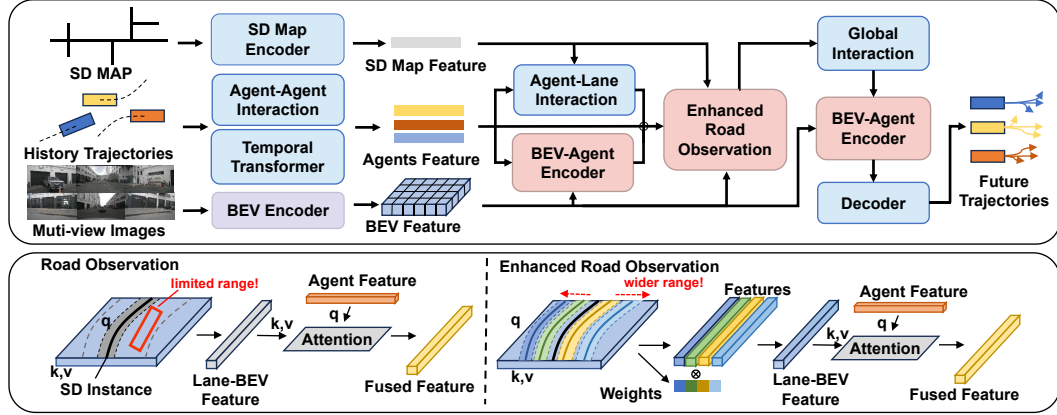 SD MAP
SD Map
Encoder
SD Map Feature
History Trajectories
Agent-Agent
Interaction
Temporal
Transformer
Agents Feature
Muti-view Images
BEV Encoder
BEV Feature
Agent-Lane
Interaction
BEV-Agent
Encoder
Enhanced
Road
Observation
Global
Interaction
BEV-Agent
Encoder
Decoder
Future
Trajectories
Road Observation
limited range!
q
k,v
SD Instance
Lane-BEV
Feature
Agent Feature
q
k,v
Attention
Fused Feature
Enhanced Road Observation
wider range!
q
k,v
Features
Weights
Lane-BEV
Feature
Agent Feature
q
k,v
Attention
Fused Feature